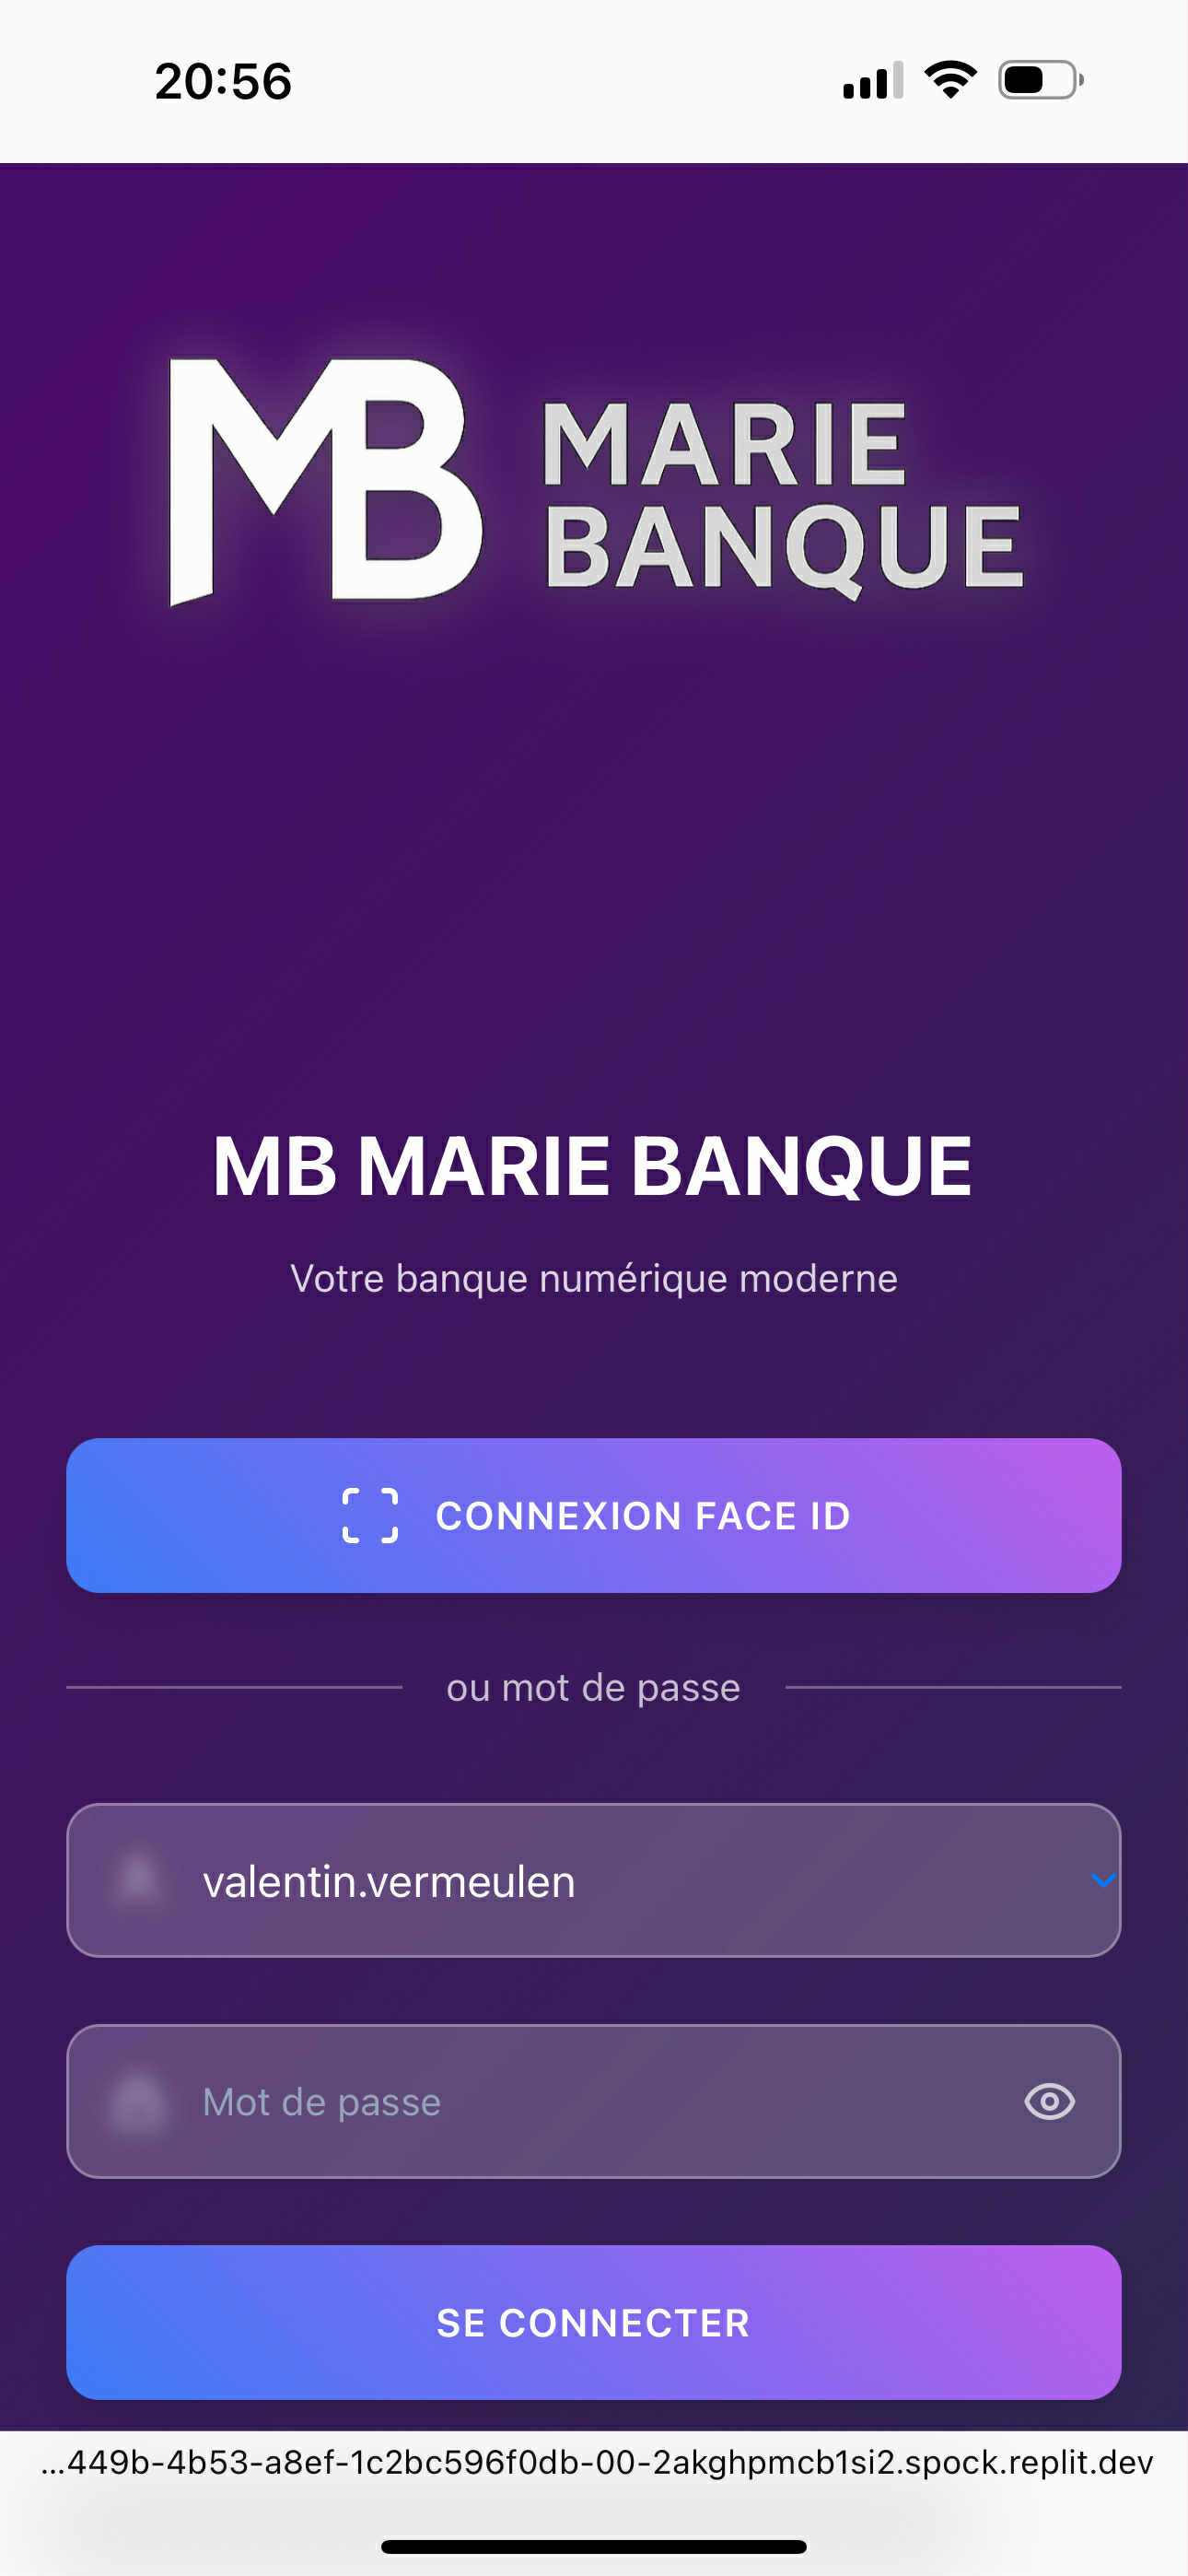 20:56
MB MARIE
BANQUE
MB MARIE BANQUE
Votre banque numérique moderne
CONNEXION FACE ID
ou mot de passe
valentin.vermeulen
Mot de passe
SE CONNECTER
...449b-4b53-a8ef-1c2bc596f0db-00-2akghpmcb1si2.spock.replit.dev